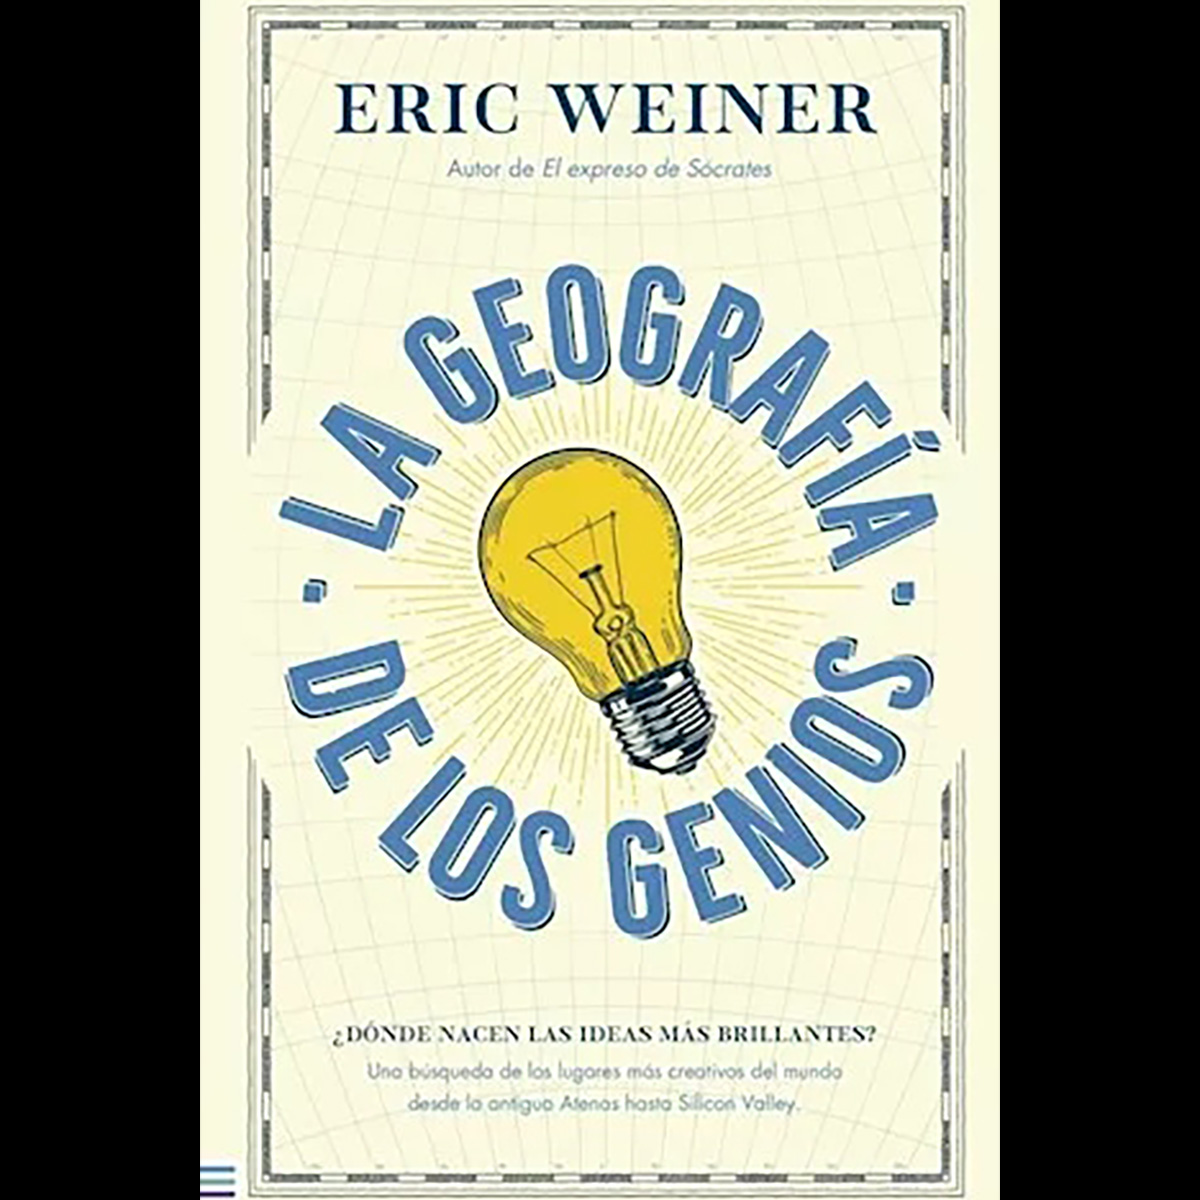 ERIC WEINER
Autor de El expreso de Sócrates
LA GEOGRAFÍA
DE LOS GENIOS
¿DÓNDE NACEN LAS IDEAS MÁS BRILLANTES?
Una búsqueda de los lugares más creativos del mundo
desde la antigua Atenas hasta Silicon Valley.